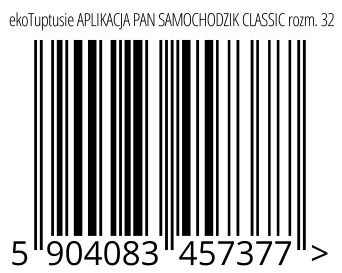 ekoTuptusie APLIKACJA PAN SAMOCHODZIK CLASSIC rozm. 32
5 904083 457377 >